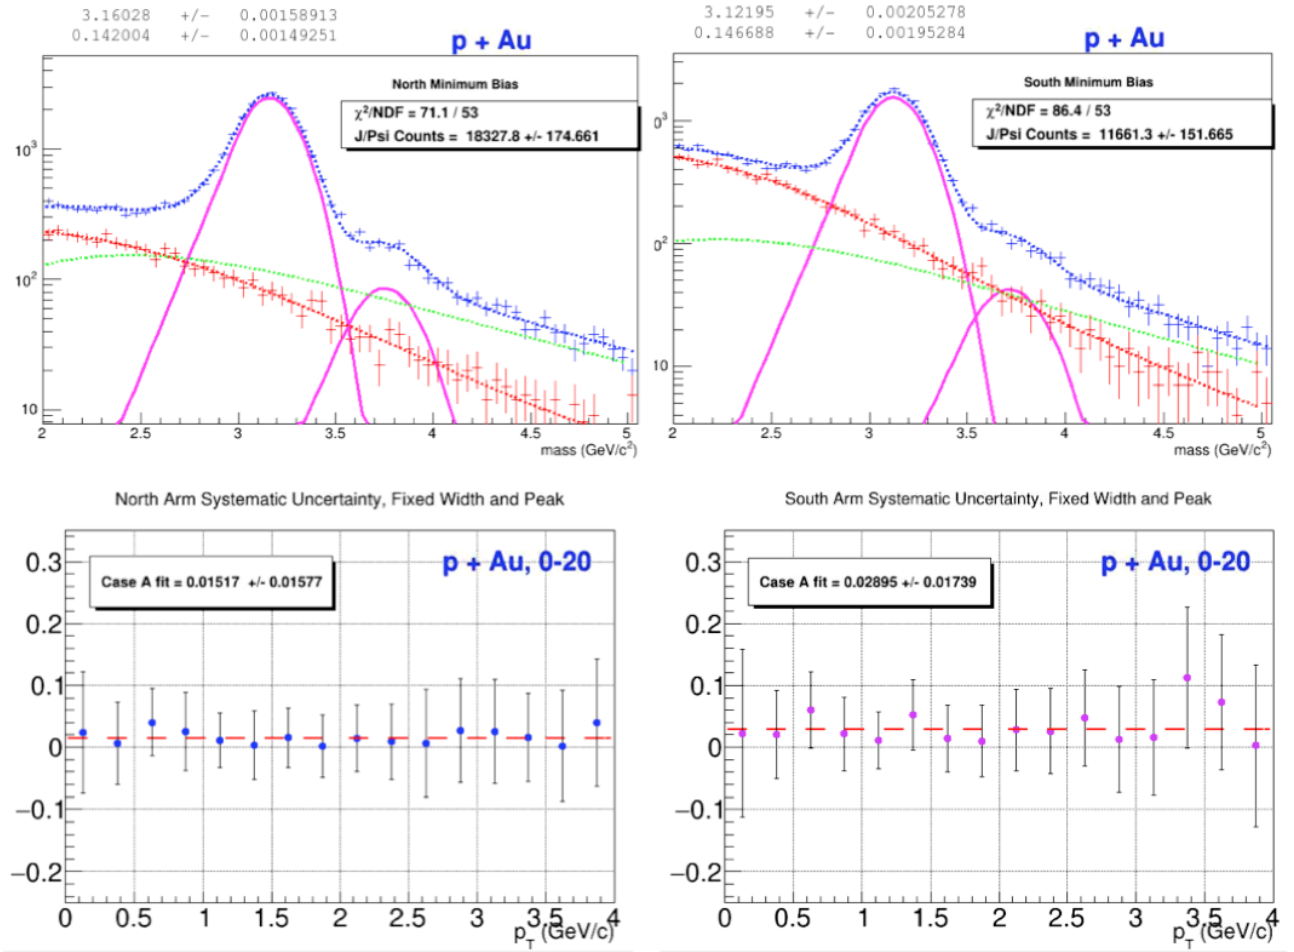 3.16028 +/- 0.00158913
0.142004 +/- 0.00149251
p + Au
North Minimum Bias
χ²/NDF = 71.1 / 53
J/Psi Counts = 18327.8 +/- 174.661
10³
10²
10
2 2.5 3 3.5 4 4.5 5
mass (GeV/c²)
3.12195 +/- 0.00205278
0.146688 +/- 0.00195284
p + Au
South Minimum Bias
χ²/NDF = 86.4 / 53
J/Psi Counts = 11661.3 +/- 151.665
0³
0²
10
2 2.5 3 3.5 4 4.5 5
mass (GeV/c²)
North Arm Systematic Uncertainty, Fixed Width and Peak
p + Au, 0-20
Case A fit = 0.01517 +/- 0.01577
0.3
0.2
0.1
0
−0.1
−0.2
0 0.5 1 1.5 2 2.5 3 3.5 4
p_T (GeV/c)
South Arm Systematic Uncertainty, Fixed Width and Peak
p + Au, 0-20
Case A fit = 0.02895 +/- 0.01739
0.3
0.2
0.1
0
−0.1
−0.2
0 0.5 1 1.5 2 2.5 3 3.5 4
p_T (GeV/c)